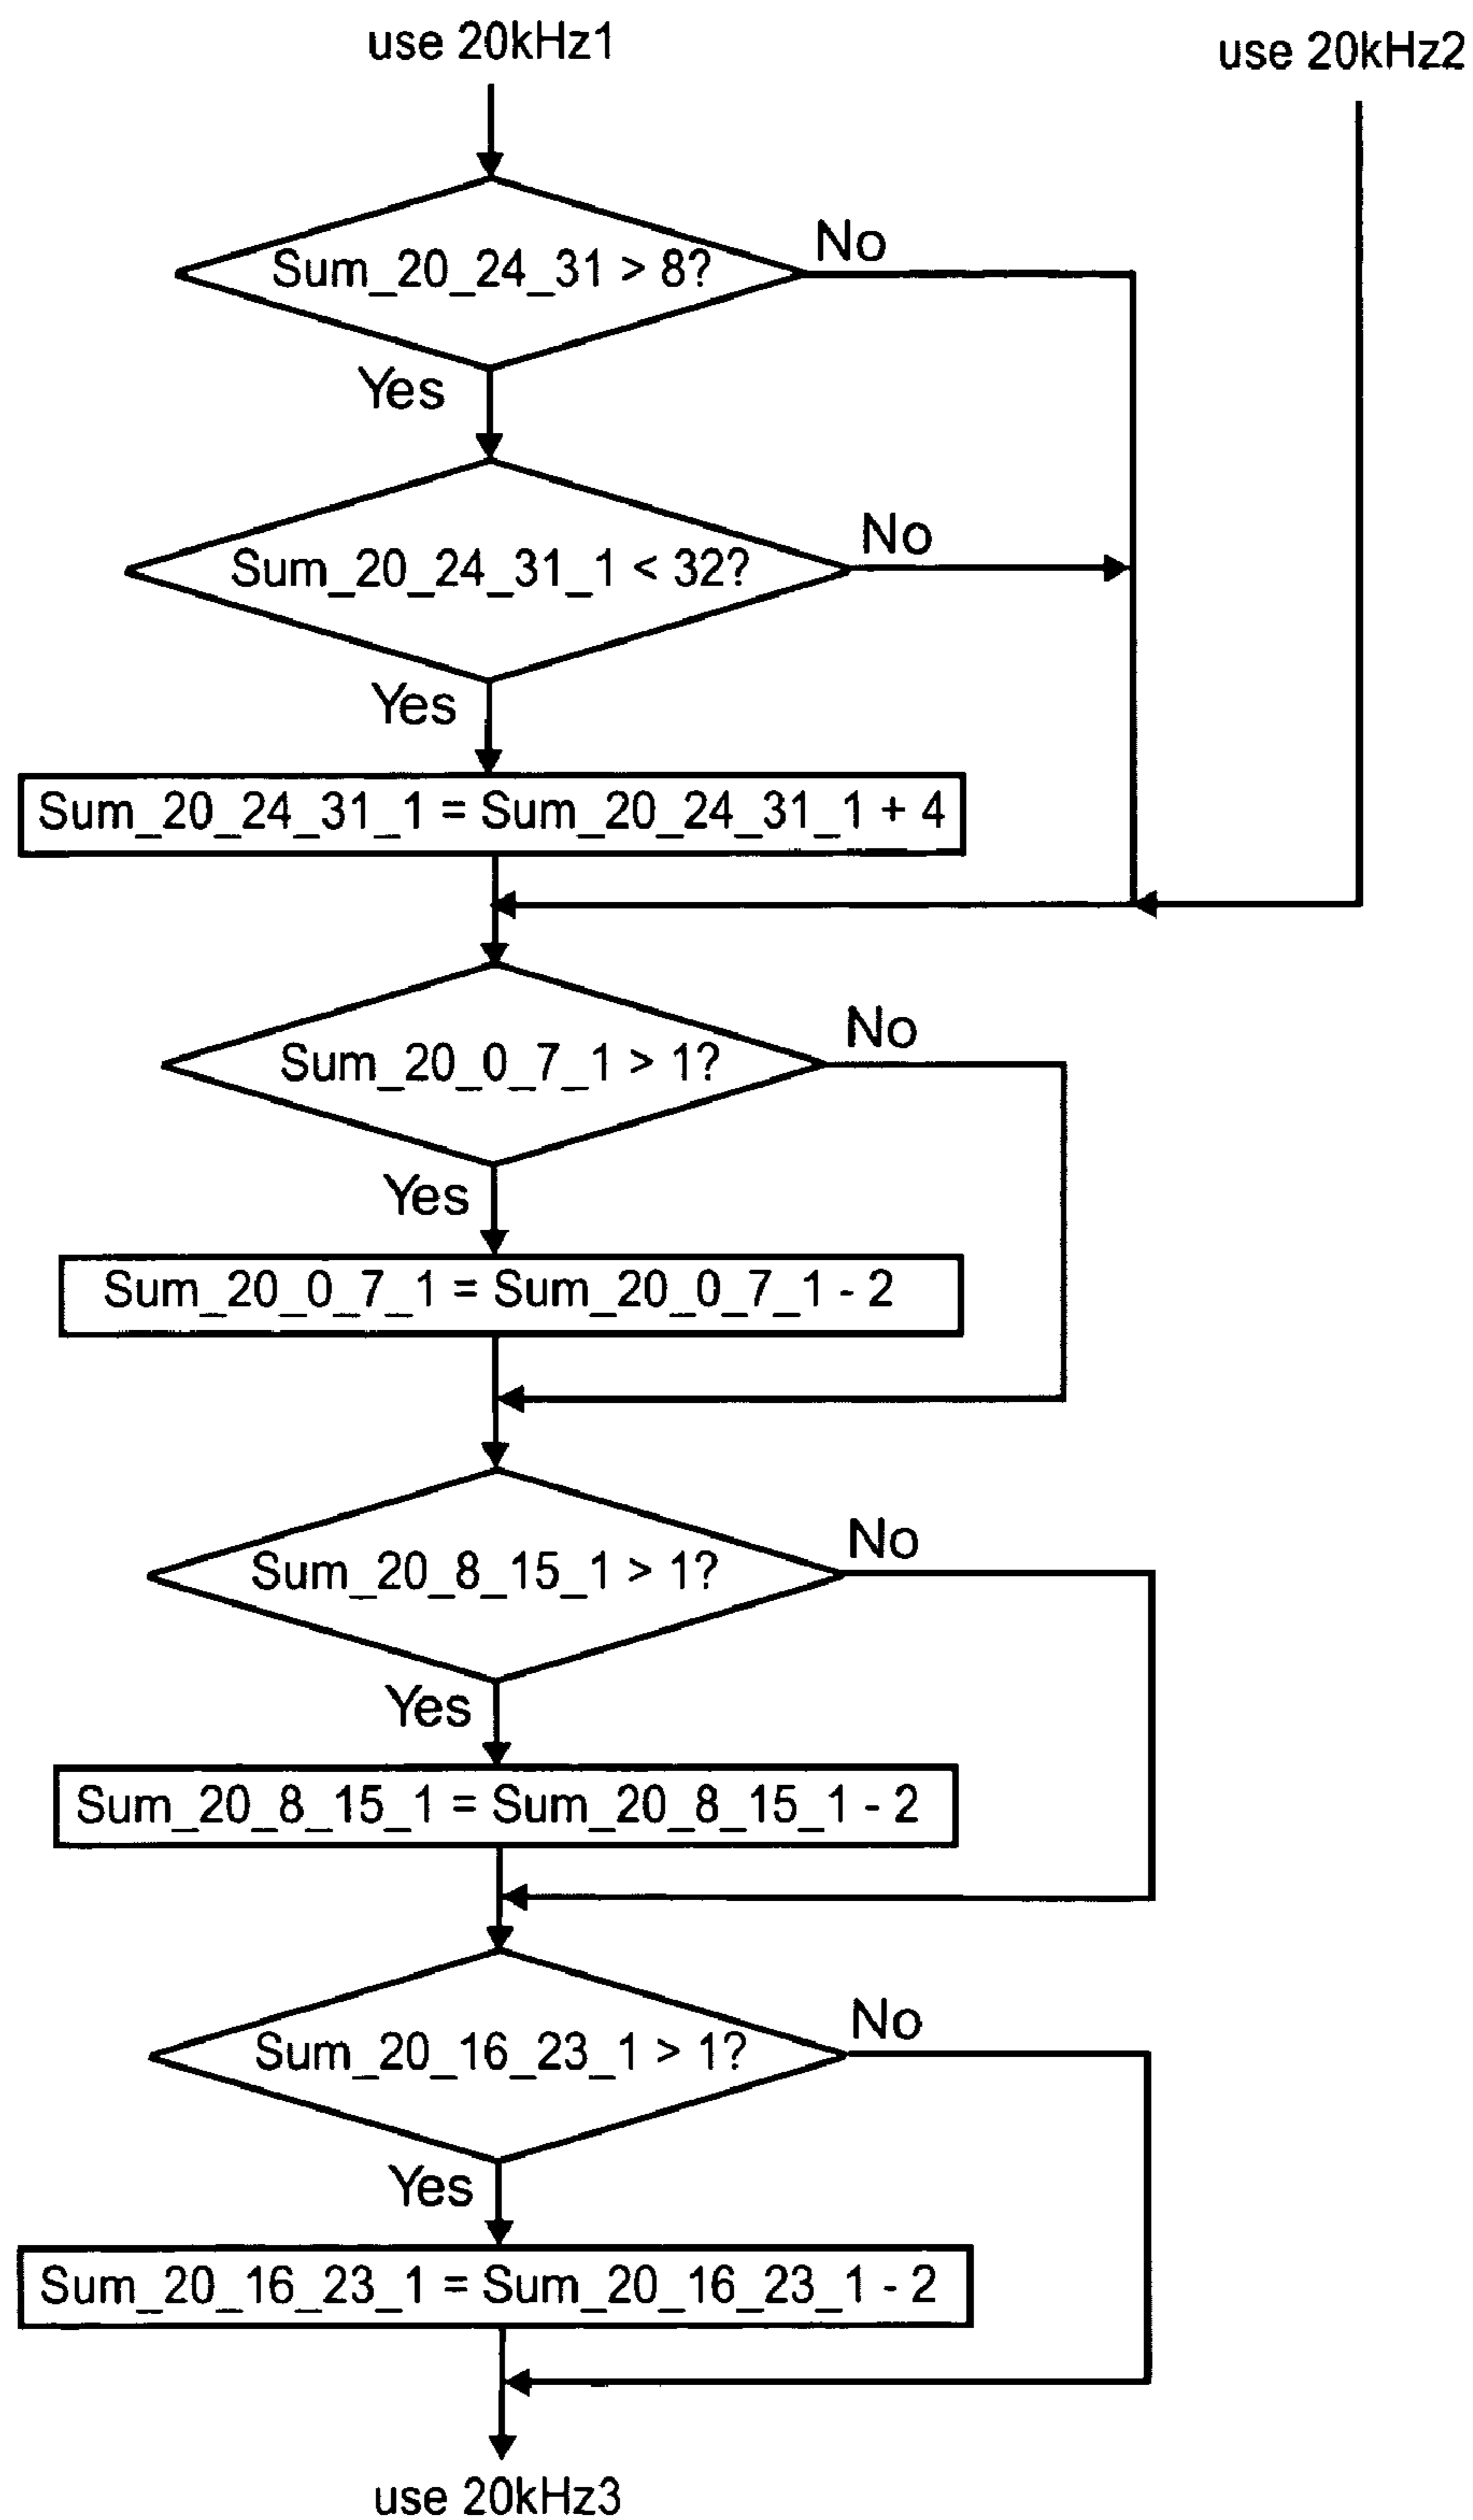 use 20kHz1
use 20kHz2
Sum_20_24_31 > 8?
No
Yes
Sum_20_24_31_1 < 32?
No
Yes
Sum_20_24_31_1 = Sum_20_24_31_1 + 4
Sum_20_0_7_1 > 1?
No
Yes
Sum_20_0_7_1 = Sum_20_0_7_1 - 2
Sum_20_8_15_1 > 1?
No
Yes
Sum_20_8_15_1 = Sum_20_8_15_1 - 2
Sum_20_16_23_1 > 1?
No
Yes
Sum_20_16_23_1 = Sum_20_16_23_1 - 2
use 20kHz3